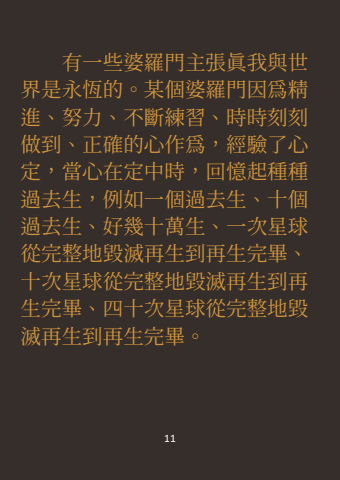 有一些婆羅門主張眞我與世
界是永恆的。某個婆羅門因爲精
進、努力、不斷練習、時時刻刻
做到、正確的心作爲，經驗了心
定，當心在定中時，回憶起種種
過去生，例如一個過去生、十個
過去生、好幾十萬生、一次星球
從完整地毀滅再生到再生完畢、
十次星球從完整地毀滅再生到再
生完畢、四十次星球從完整地毀
滅再生到再生完畢。
11